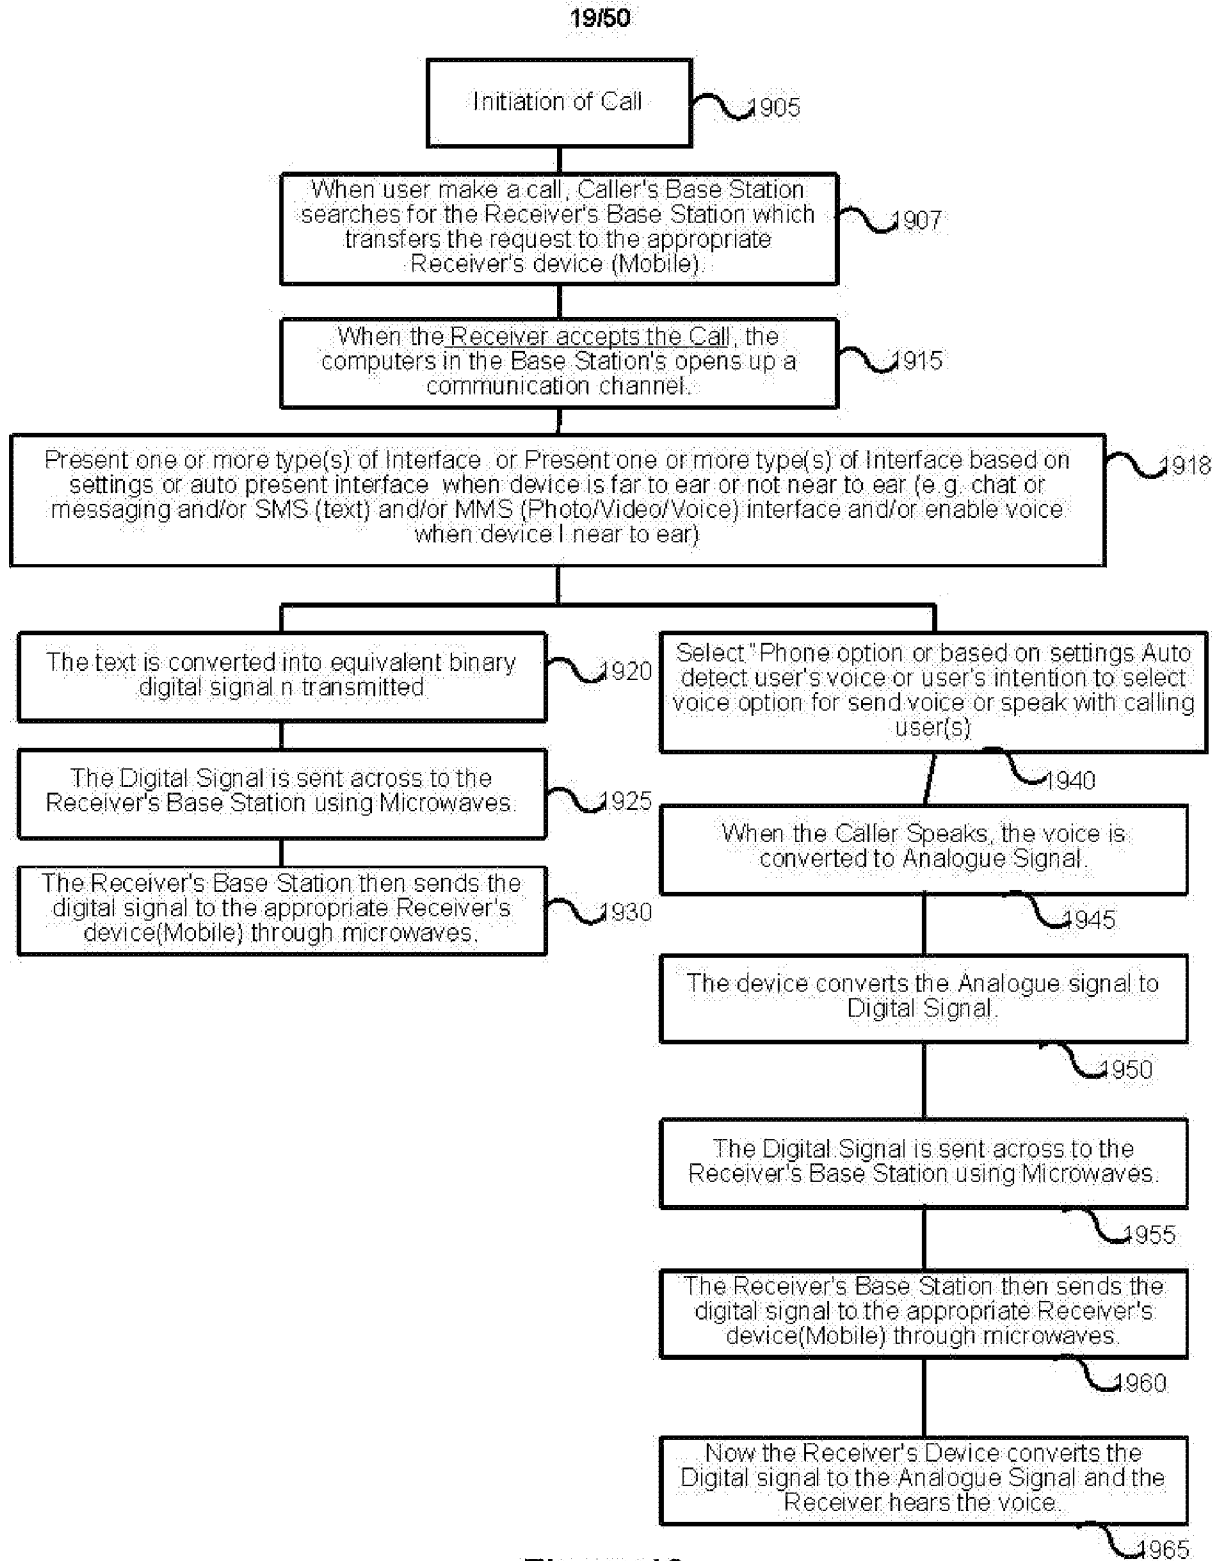 19/50
Initiation of Call
1905
When user make a call, Caller's Base Station
searches for the Receiver's Base Station which
transfers the request to the appropriate
Receiver's device (Mobile).
1907
When the Receiver accepts the Call, the
computers in the Base Station's opens up a
communication channel.
1915
Present one or more type(s) of Interface or Present one or more type(s) of Interface based on
settings or auto present interface when device is far to ear or not near to ear (e.g. chat or
messaging and/or SMS (text) and/or MMS (Photo/Video/Voice) interface and/or enable voice
when device I near to ear)
1918
The text is converted into equivalent binary
digital signal n transmitted
1920
The Digital Signal is sent across to the
Receiver's Base Station using Microwaves.
1925
The Receiver's Base Station then sends the
digital signal to the appropriate Receiver's
device(Mobile) through microwaves.
1930
Select "Phone option or based on settings Auto
detect user's voice or user's intention to select
voice option for send voice or speak with calling
user(s)
1940
When the Caller Speaks, the voice is
converted to Analogue Signal.
1945
The device converts the Analogue signal to
Digital Signal.
1950
The Digital Signal is sent across to the
Receiver's Base Station using Microwaves.
1955
The Receiver's Base Station then sends the
digital signal to the appropriate Receiver's
device(Mobile) through microwaves.
1960
Now the Receiver's Device converts the
Digital signal to the Analogue Signal and the
Receiver hears the voice.
1965